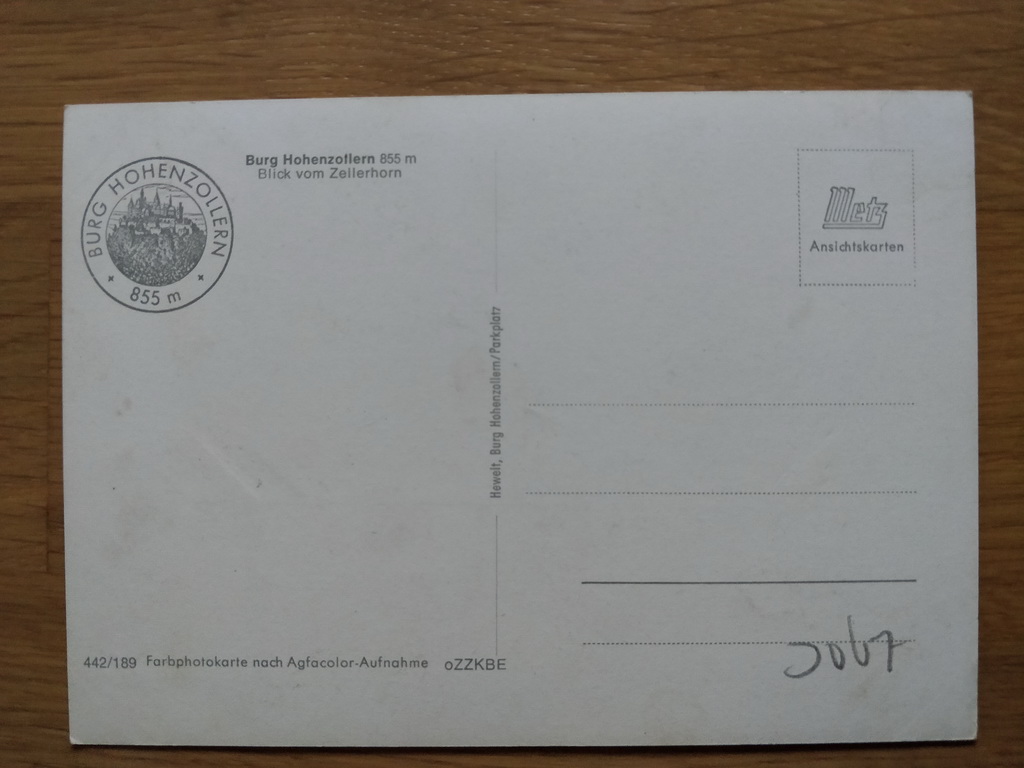 BURG HOHENZOLLERN
855 m
Burg Hohenzollern 855 m
Blick vom Zellerhorn
Metz
Ansichtskarten
Hewelt, Burg Hohenzollern/Parkplatz
442/189 Farbphotokarte nach Agfacolor-Aufnahme oZZKBE